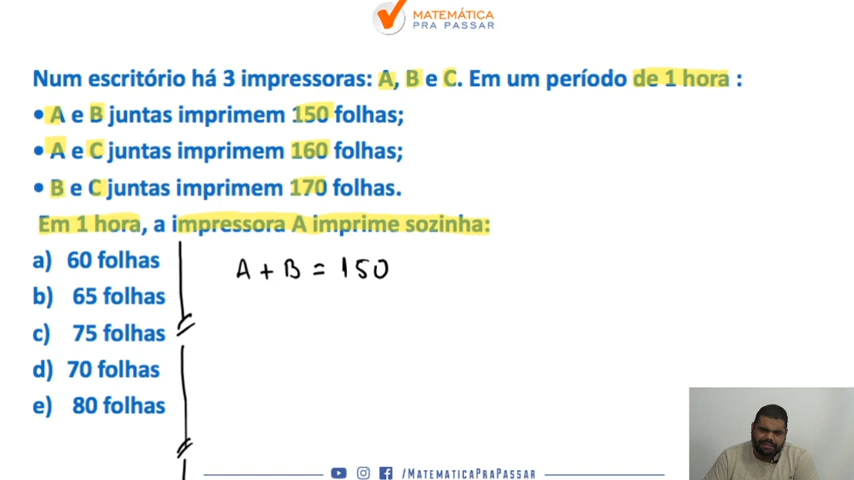 MATEMÁTICA
PRA PASSAR
Num escritório há 3 impressoras: A, B e C. Em um período de 1 hora :
• A e B juntas imprimem 150 folhas;
• A e C juntas imprimem 160 folhas;
• B e C juntas imprimem 170 folhas.
Em 1 hora, a impressora A imprime sozinha:
a) 60 folhas
b) 65 folhas
c) 75 folhas
d) 70 folhas
e) 80 folhas
A + B = 150
/MATEMATICAPRAPASSAR